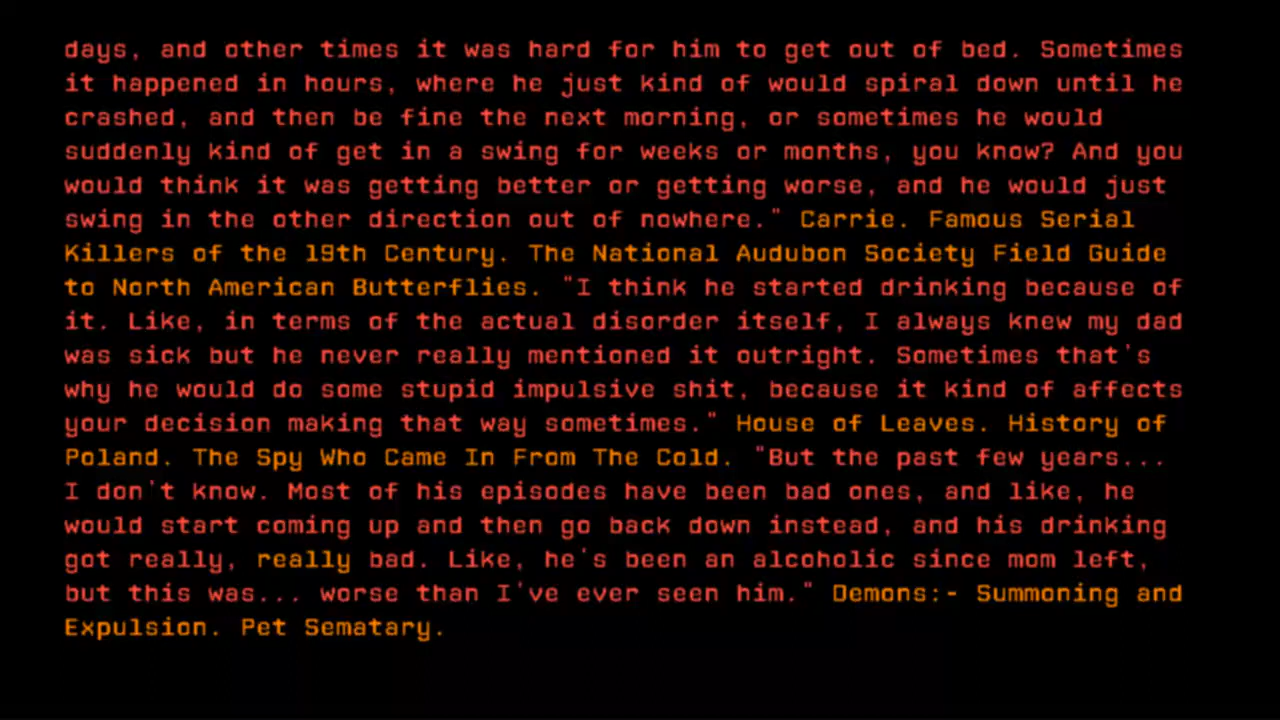 days, and other times it was hard for him to get out of bed. Sometimes
it happened in hours, where he just kind of would spiral down until he
crashed, and then be fine the next morning, or sometimes he would
suddenly kind of get in a swing for weeks or months, you know? And you
would think it was getting better or getting worse, and he would just
swing in the other direction out of nowhere." Carrie. Famous Serial
Killers of the 19th Century. The National Audubon Society Field Guide
to North American Butterflies. "I think he started drinking because of
it. Like, in terms of the actual disorder itself, I always knew my dad
was sick but he never really mentioned it outright. Sometimes that's
why he would do some stupid impulsive shit, because it kind of affects
your decision making that way sometimes." House of Leaves. History of
Poland. The Spy Who Came In From The Cold. "But the past few years...
I don't know. Most of his episodes have been bad ones, and like, he
would start coming up and then go back down instead, and his drinking
got really, really bad. Like, he's been an alcoholic since mom left,
but this was... worse than I've ever seen him." Demons:- Summoning and
Expulsion. Pet Sematary.